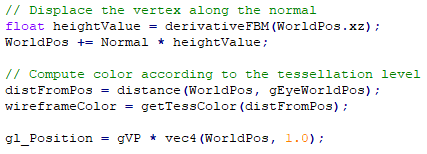 // Displace the vertex along the normal
float heightValue = derivativeFBM(WorldPos.xz);
WorldPos += Normal * heightValue;
// Compute color according to the tessellation level
distFromPos = distance(WorldPos, gEyeWorldPos);
wireframeColor = getTessColor(distFromPos);
gl_Position = gVP * vec4(WorldPos, 1.0);